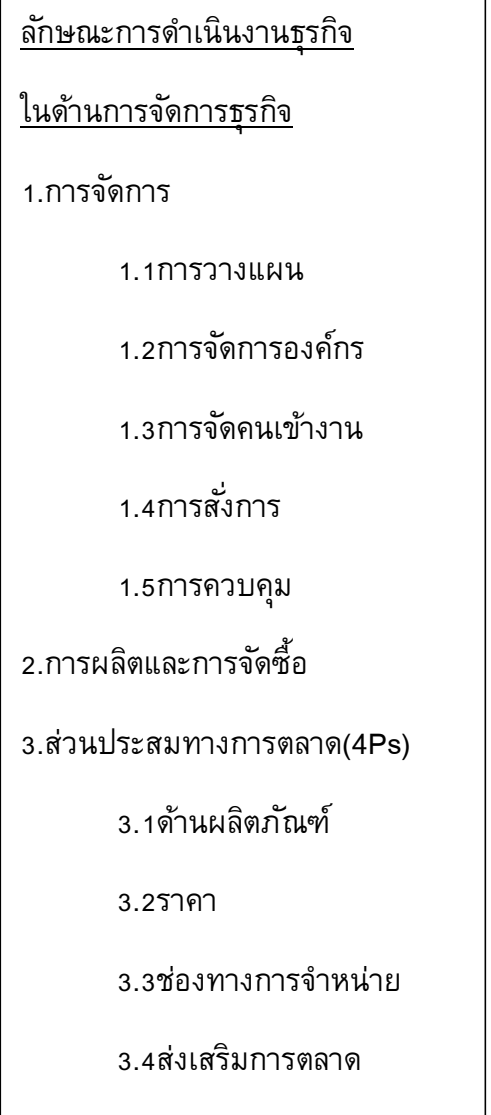 ลักษณะการดำเนินงานธุรกิจ
ในด้านการจัดการธุรกิจ
1.การจัดการ
1.1การวางแผน
1.2การจัดการองค์กร
1.3การจัดคนเข้างาน
1.4การสั่งการ
1.5การควบคุม
2.การผลิตและการจัดซื้อ
3.ส่วนประสมทางการตลาด(4Ps)
3.1ด้านผลิตภัณฑ์
3.2ราคา
3.3ช่องทางการจำหน่าย
3.4ส่งเสริมการตลาด